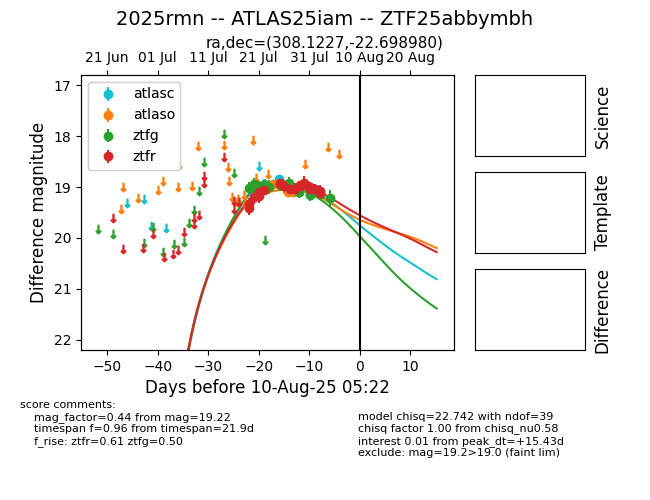 2025rmn -- ATLAS25iam -- ZTF25abbymbh
ra,dec=(308.1227,-22.698980)
21 Jun 01 Jul 11 Jul 21 Jul 31 Jul 10 Aug 20 Aug
atlasc
atlaso
ztfg
ztfr
17
18
19
20
21
22
Difference magnitude
−50 −40 −30 −20 −10 0 10
Days before 10-Aug-25 05:22
Science
Template
Difference
score comments:
mag_factor=0.44 from mag=19.22
timespan f=0.96 from timespan=21.9d
f_rise: ztfr=0.61 ztfg=0.50
model chisq=22.742 with ndof=39
chisq factor 1.00 from chisq_nu0.58
interest 0.01 from peak_dt=+15.43d
exclude: mag=19.2>19.0 (faint lim)